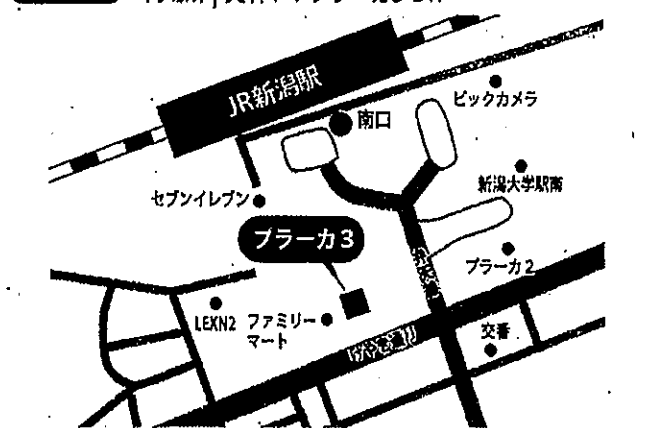 JR新潟駅
南口
ビックカメラ
新潟大学駅南
セブンイレブン
プラーカ3
プラーカ2
LEXN2
ファミリー
マート
交番